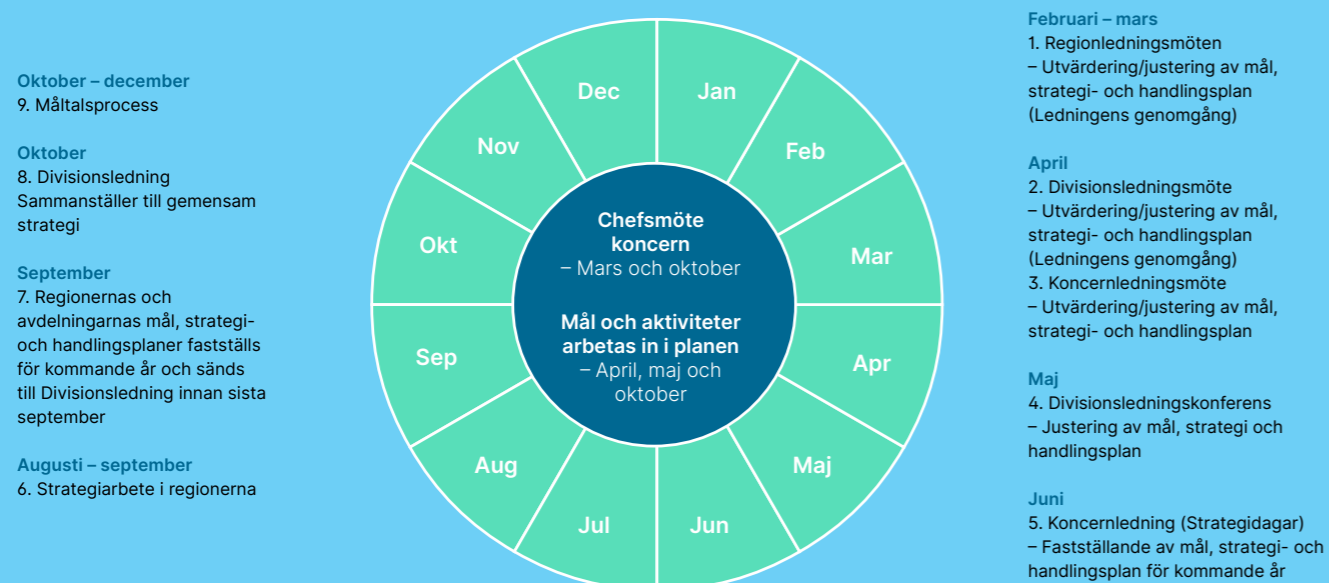 Oktober – december
9. Måltalsprocess
Oktober
8. Divisionsledning
Sammanställer till gemensam
strategi
September
7. Regionernas och
avdelningarnas mål, strategi-
och handlingsplaner fastställs
för kommande år och sänds
till Divisionsledning innan sista
september
Augusti – september
6. Strategiarbete i regionerna
Dec
Jan
Nov
Feb
Okt
Mar
Sep
Apr
Aug
Maj
Jul
Jun
Chefsmöte
koncern
– Mars och oktober
Mål och aktiviteter
arbetas in i planen
– April, maj och
oktober
Februari – mars
1. Regionledningsmöten
– Utvärdering/justering av mål,
strategi- och handlingsplan
(Ledningens genomgång)
April
2. Divisionsledningsmöte
– Utvärdering/justering av mål,
strategi- och handlingsplan
(Ledningens genomgång)
3. Koncernledningsmöte
– Utvärdering/justering av mål,
strategi- och handlingsplan
Maj
4. Divisionsledningskonferens
– Justering av mål, strategi och
handlingsplan
Juni
5. Koncernledning (Strategidagar)
– Fastställande av mål, strategi- och
handlingsplan för kommande år